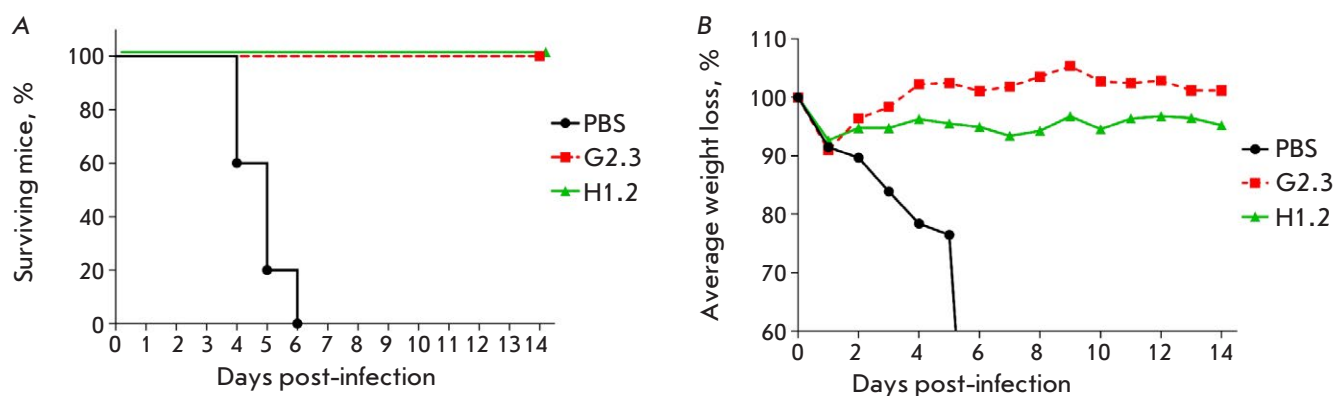 A
Surviving mice, %
100
80
60
40
20
0
0 1 2 3 4 5 6 7 8 9 10 11 12 13 14
Days post-infection
PBS
G2.3
H1.2
B
Average weight loss, %
110
100
90
80
70
60
0 2 4 6 8 10 12 14
Days post-infection
PBS
G2.3
H1.2